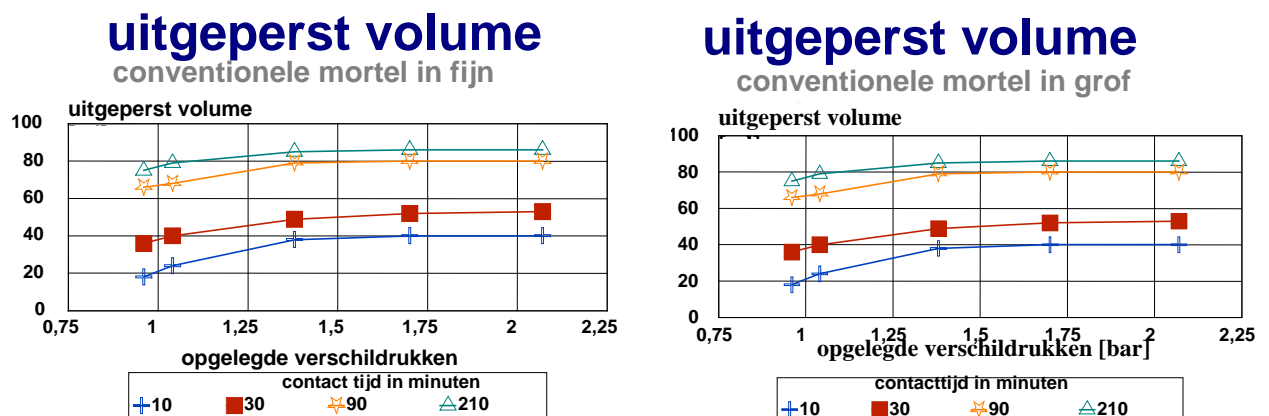 uitgeperst volume
conventionele mortel in fijn
uitgeperst volume
100
80
60
40
20
0
0,75 1 1,25 1,5 1,75 2 2,25
opgelegde verschildrukken
contact tijd in minuten
10 30 90 210
uitgeperst volume
conventionele mortel in grof
uitgeperst volume
100
80
60
40
20
0
0,75 1 1,25 1,5 1,75 2 2,25
opgelegde verschildrukken [bar]
contacttijd in minuten
10 30 90 210